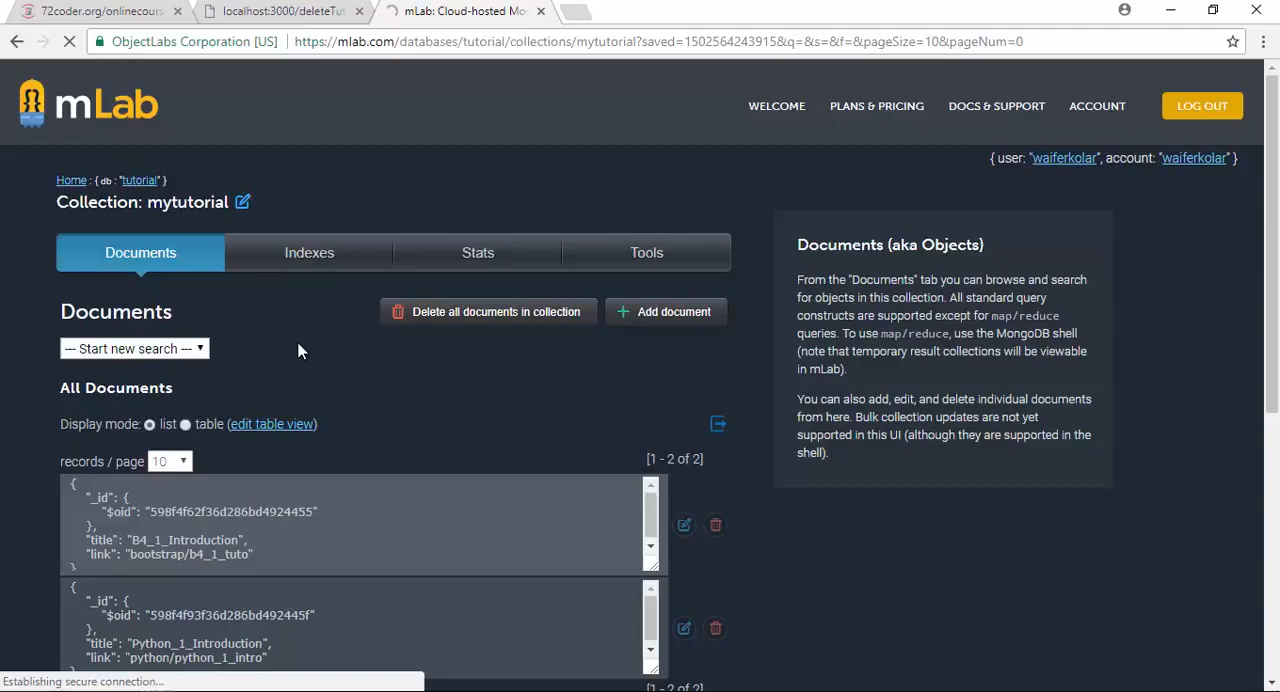 72coder.org/onlinecours
localhost:3000/deleteTut
mLab: Cloud-hosted Mo
ObjectLabs Corporation [US]
https://mlab.com/databases/tutorial/collections/mytutorial?saved=1502564243915&q=&s=&f=&pageSize=10&pageNum=0
mLab
WELCOME
PLANS & PRICING
DOCS & SUPPORT
ACCOUNT
LOG OUT
{ user: "waiferkolar", account: "waiferkolar" }
Home : { db : "tutorial" }
Collection: mytutorial
Documents
Indexes
Stats
Tools
Documents
Delete all documents in collection
Add document
--- Start new search ---
All Documents
Display mode: list table (edit table view)
records / page 10
[1 - 2 of 2]
{
"_id": {
"$oid": "598f4f62f36d286bd4924455"
},
"title": "B4_1_Introduction",
"link": "bootstrap/b4_1_tuto"
}
{
"_id": {
"$oid": "598f4f93f36d286bd492445f"
},
"title": "Python_1_Introduction",
"link": "python/python_1_intro"
}
[1 - 2 of 2]
Documents (aka Objects)
From the "Documents" tab you can browse and search
for objects in this collection. All standard query
constructs are supported except for map/reduce
queries. To use map/reduce, use the MongoDB shell
(note that temporary result collections will be viewable
in mLab).
You can also add, edit, and delete individual documents
from here. Bulk collection updates are not yet
supported in this UI (although they are supported in the
shell).
Establishing secure connection...